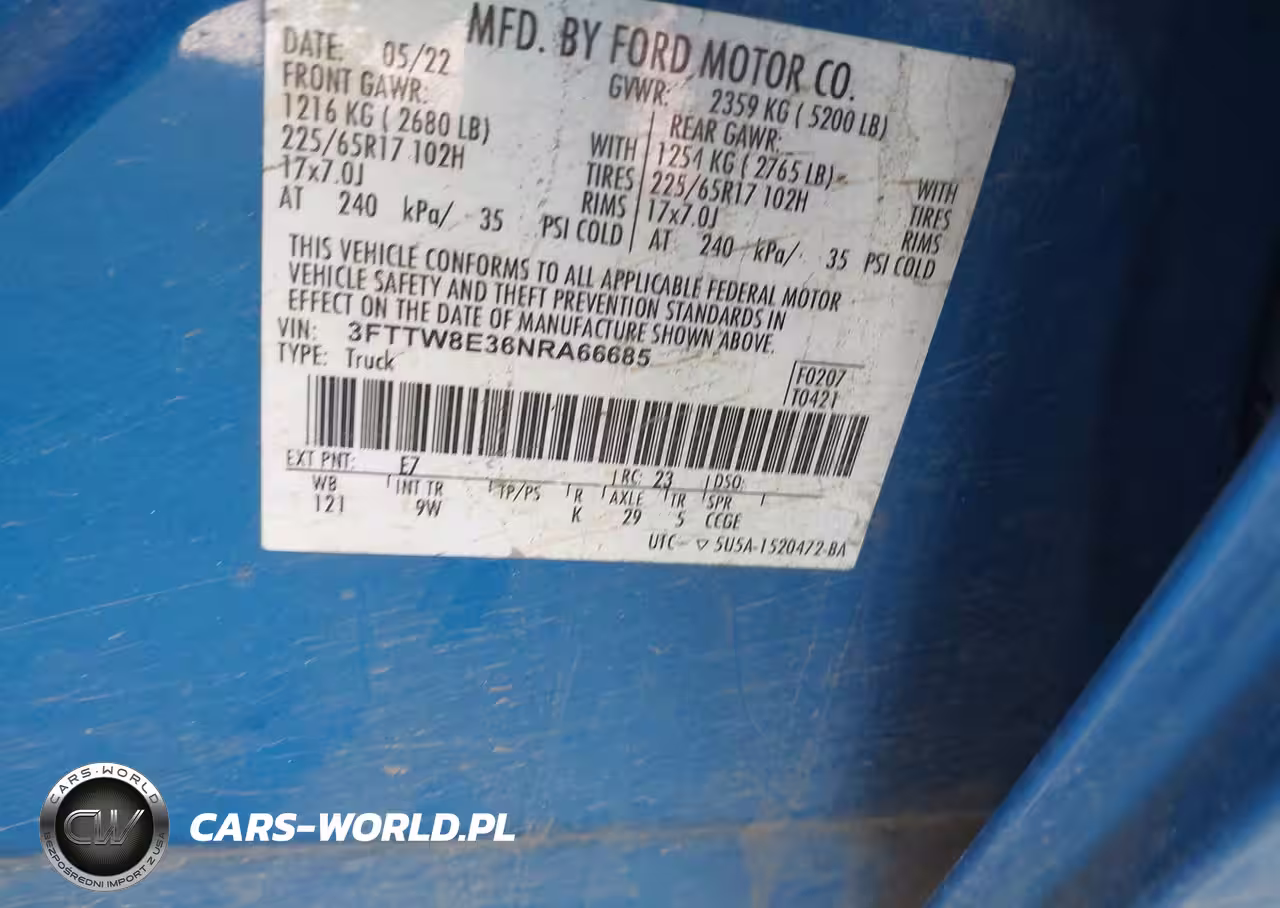 MFD. BY FORD MOTOR CO.
DATE: 05/22
GVWR: 2359 KG ( 5200 LB)
FRONT GAWR:
1216 KG ( 2680 LB) WITH
225/65R17 102H TIRES
17x7.0J RIMS
AT 240 kPa/ 35 PSI COLD
REAR GAWR:
1254 KG ( 2765 LB) WITH
225/65R17 102H TIRES
17x7.0J RIMS
AT 240 kPa/ 35 PSI COLD
THIS VEHICLE CONFORMS TO ALL APPLICABLE FEDERAL MOTOR
VEHICLE SAFETY AND THEFT PREVENTION STANDARDS IN
EFFECT ON THE DATE OF MANUFACTURE SHOWN ABOVE.
VIN: 3FTTW8E36NRA66685
TYPE: Truck
F0207
T0421
EXT PNT: E7 RC: 23 DSO:
WB INT TR TP/PS R AXLE TR SPR
121 9W K 29 5 CCGE
UTC 5U5A-1520472-BA
CARS-WORLD
CW
BEZPOŚREDNI IMPORT Z USA
CARS-WORLD.PL